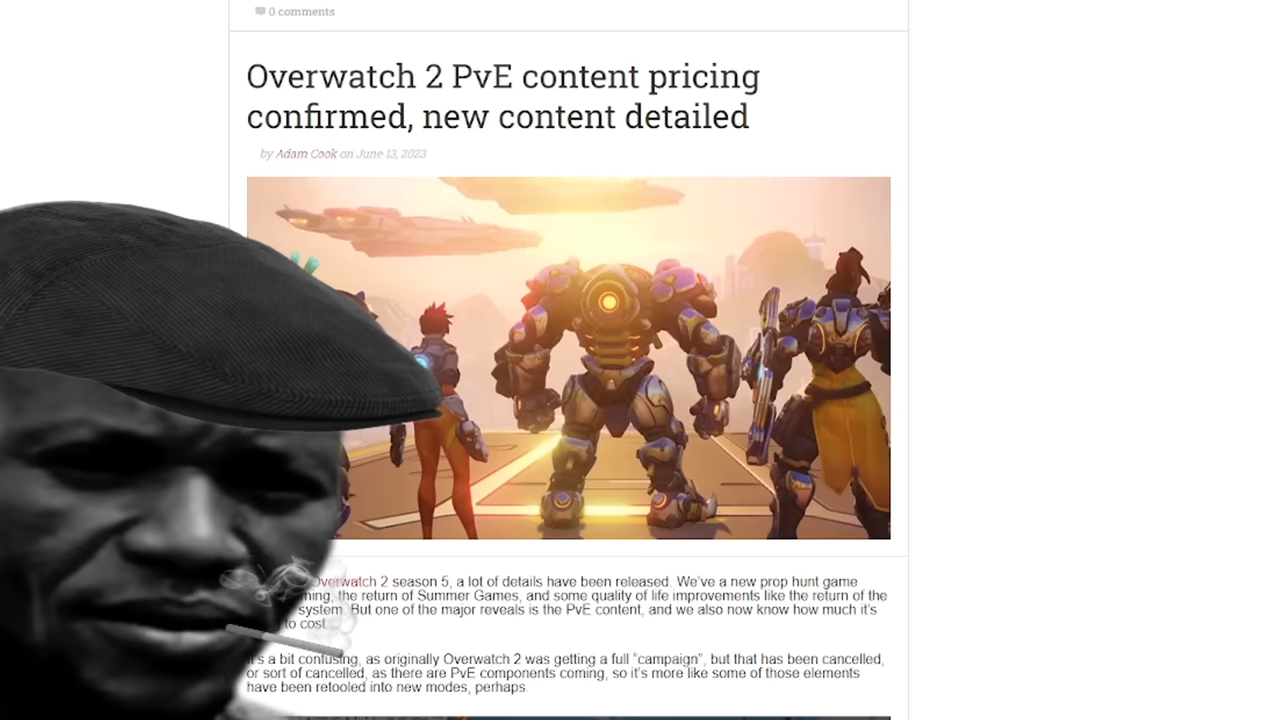 0 comments
Overwatch 2 PvE content pricing
confirmed, new content detailed
by Adam Cook on June 13, 2023
Overwatch 2 season 5, a lot of details have been released. We've a new prop hunt game
the return of Summer Games, and some quality of life improvements like the return of the
system. But one of the major reveals is the PvE content, and we also now know how much it's
to cost
It's a bit confusing, as originally Overwatch 2 was getting a full "campaign", but that has been cancelled,
or sort of cancelled, as there are PvE components coming, so it's more like some of those elements
have been retooled into new modes, perhaps.